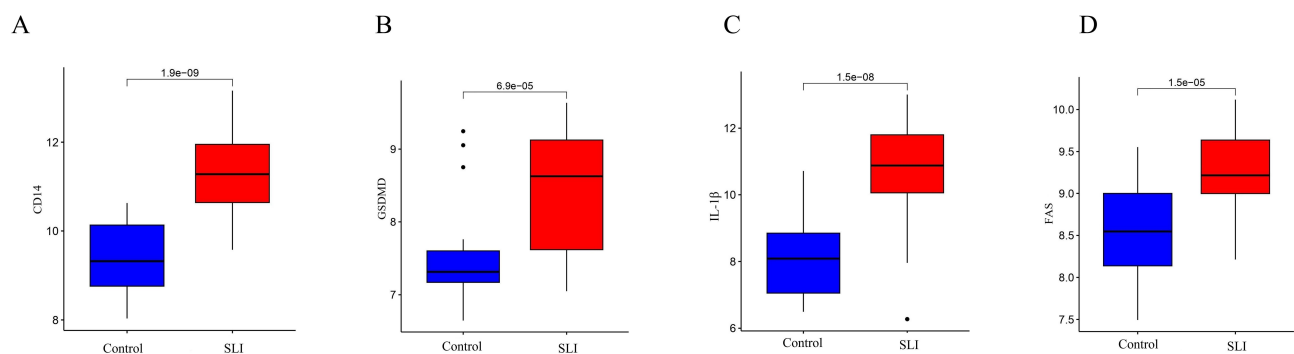 A
B
C
D
1.9e−09
CD14
12
10
8
Control
SLI
6.9e−05
GSDMD
9
8
7
Control
SLI
1.5e−08
IL-1β
12
10
8
6
Control
SLI
1.5e−05
FAS
10.0
9.5
9.0
8.5
8.0
7.5
Control
SLI